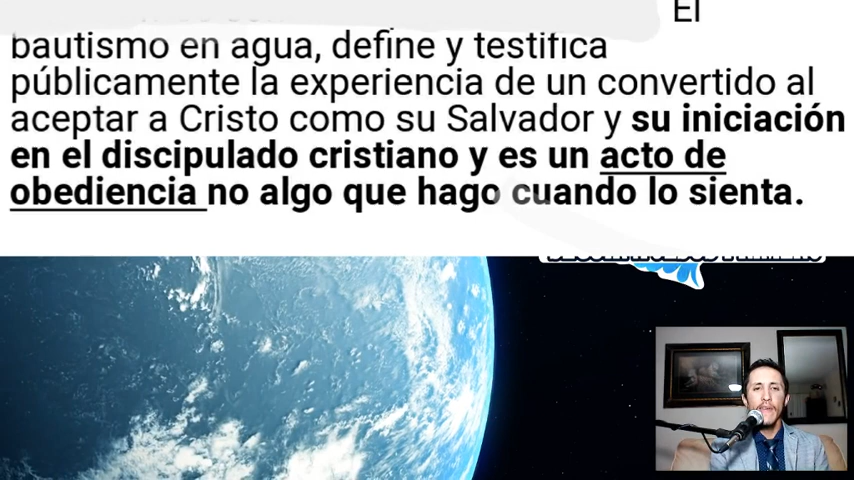 El
bautismo en agua, define y testifica
públicamente la experiencia de un convertido al
aceptar a Cristo como su Salvador y su iniciación
en el discipulado cristiano y es un acto de
obediencia no algo que hago cuando lo sienta.